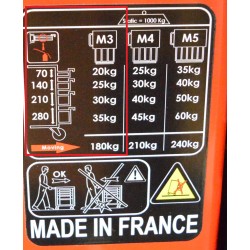 Static = 1000 Kg
M3 M4 M5
70 20kg 25kg 35kg
140 25kg 30kg 40kg
210 30kg 40kg 50kg
280 35kg 45kg 60kg
Moving 180kg 210kg 240kg
OK
MADE IN FRANCE